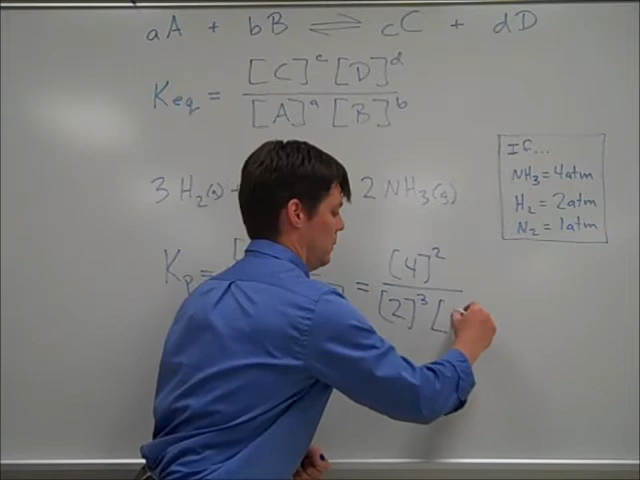 aA + bB ⇌ cC + dD
Keq = [C]^c [D]^d / [A]^a [B]^b
If...
NH₃ = 4atm
H₂ = 2atm
N₂ = 1atm
3 H₂(g) + 2 NH₃(g)
Kp = [ = [4]² / [2]³ [